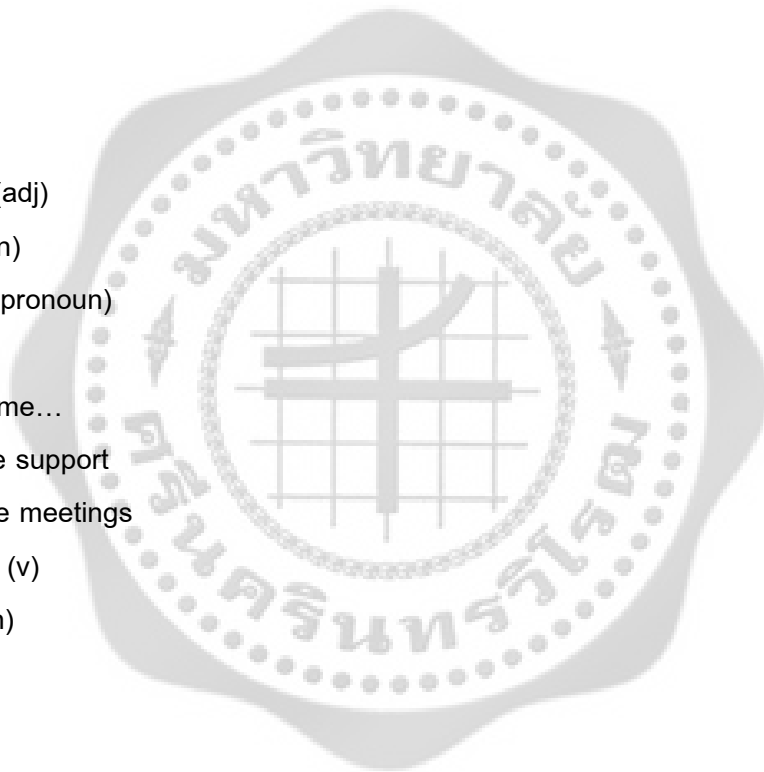 (adj)
n)
pronoun)
me…
e support
e meetings
(v)
n)
มหาวิทยาลัย
ศรีนครินทรวิโรฒ